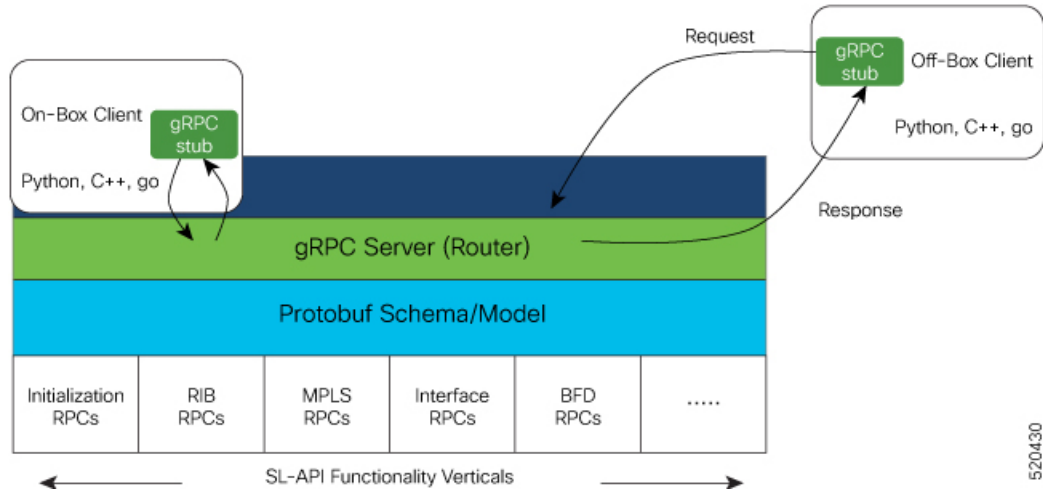 Request
gRPC
stub
Off-Box Client
Python, C++, go
On-Box Client
gRPC
stub
Python, C++, go
Response
gRPC Server (Router)
Protobuf Schema/Model
Initialization
RPCs
RIB
RPCs
MPLS
RPCs
Interface
RPCs
BFD
RPCs
.....
SL-API Functionality Verticals
520430